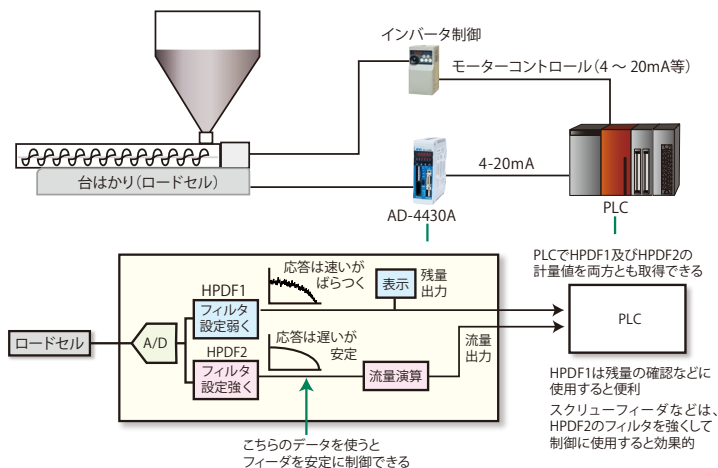 インバータ制御
モーターコントロール（4 ～ 20mA等）
台はかり（ロードセル）
4-20mA
AD-4430A
PLC
PLCでHPDF1及びHPDF2の
計量値を両方とも取得できる
応答は速いが
ばらつく
HPDF1
フィルタ
設定弱く
表示
残量
出力
ロードセル
A/D
HPDF2
フィルタ
設定強く
応答は遅いが
安定
流量演算
流量
出力
PLC
HPDF1は残量の確認などに
使用すると便利
スクリューフィーダなどは、
HPDF2のフィルタを強くして
制御に使用すると効果的
こちらのデータを使うと
フィーダを安定に制御できる